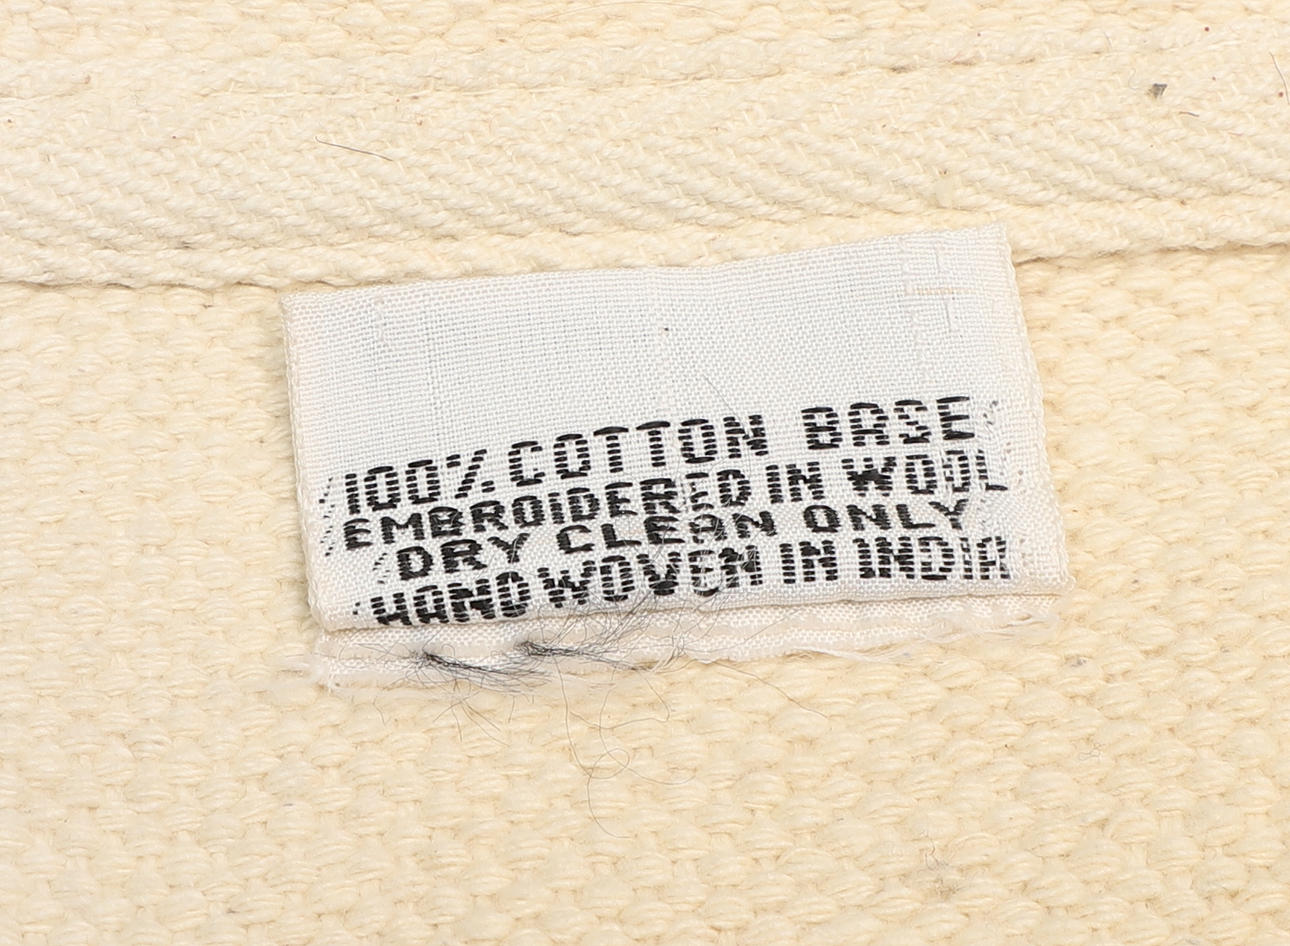 100% COTTON BASE
EMBROIDERED IN WOOL
DRY CLEAN ONLY
HAND WOVEN IN INDIA